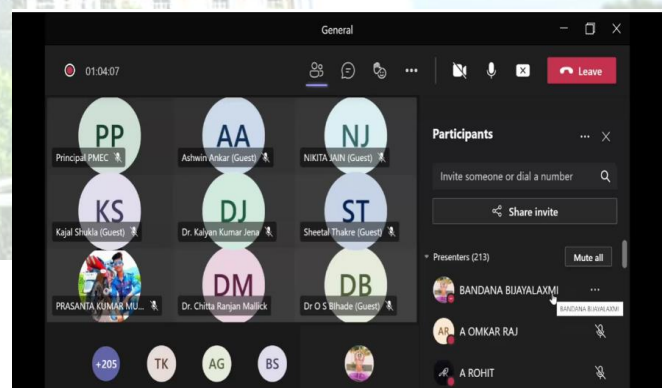 General
01:04:07
Leave
PP
Principal PMEC
AA
Ashwin Ankar (Guest)
NJ
NIKITA JAIN (Guest)
KS
Kajal Shukla (Guest)
DJ
Dr. Kalyan Kumar Jena
ST
Sheetal Thakre (Guest)
PRASANTA KUMAR MU...
DM
Dr. Chitta Ranjan Mallick
DB
Dr O S Bihade (Guest)
+205
TK
AG
BS
Participants
Invite someone or dial a number
Share invite
Presenters (213)
Mute all
BANDANA BIJAYALAXMI
BANDANA BIJAYALAXMI
AR
A OMKAR RAJ
A ROHIT